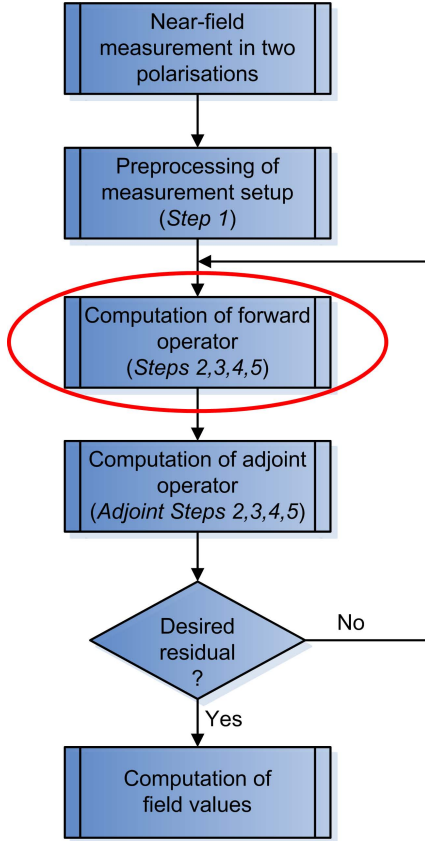 Near-field
measurement in two
polarisations
Preprocessing of
measurement setup
(Step 1)
Computation of forward
operator
(Steps 2,3,4,5)
Computation of adjoint
operator
(Adjoint Steps 2,3,4,5)
Desired
residual
?
No
Yes
Computation of
field values